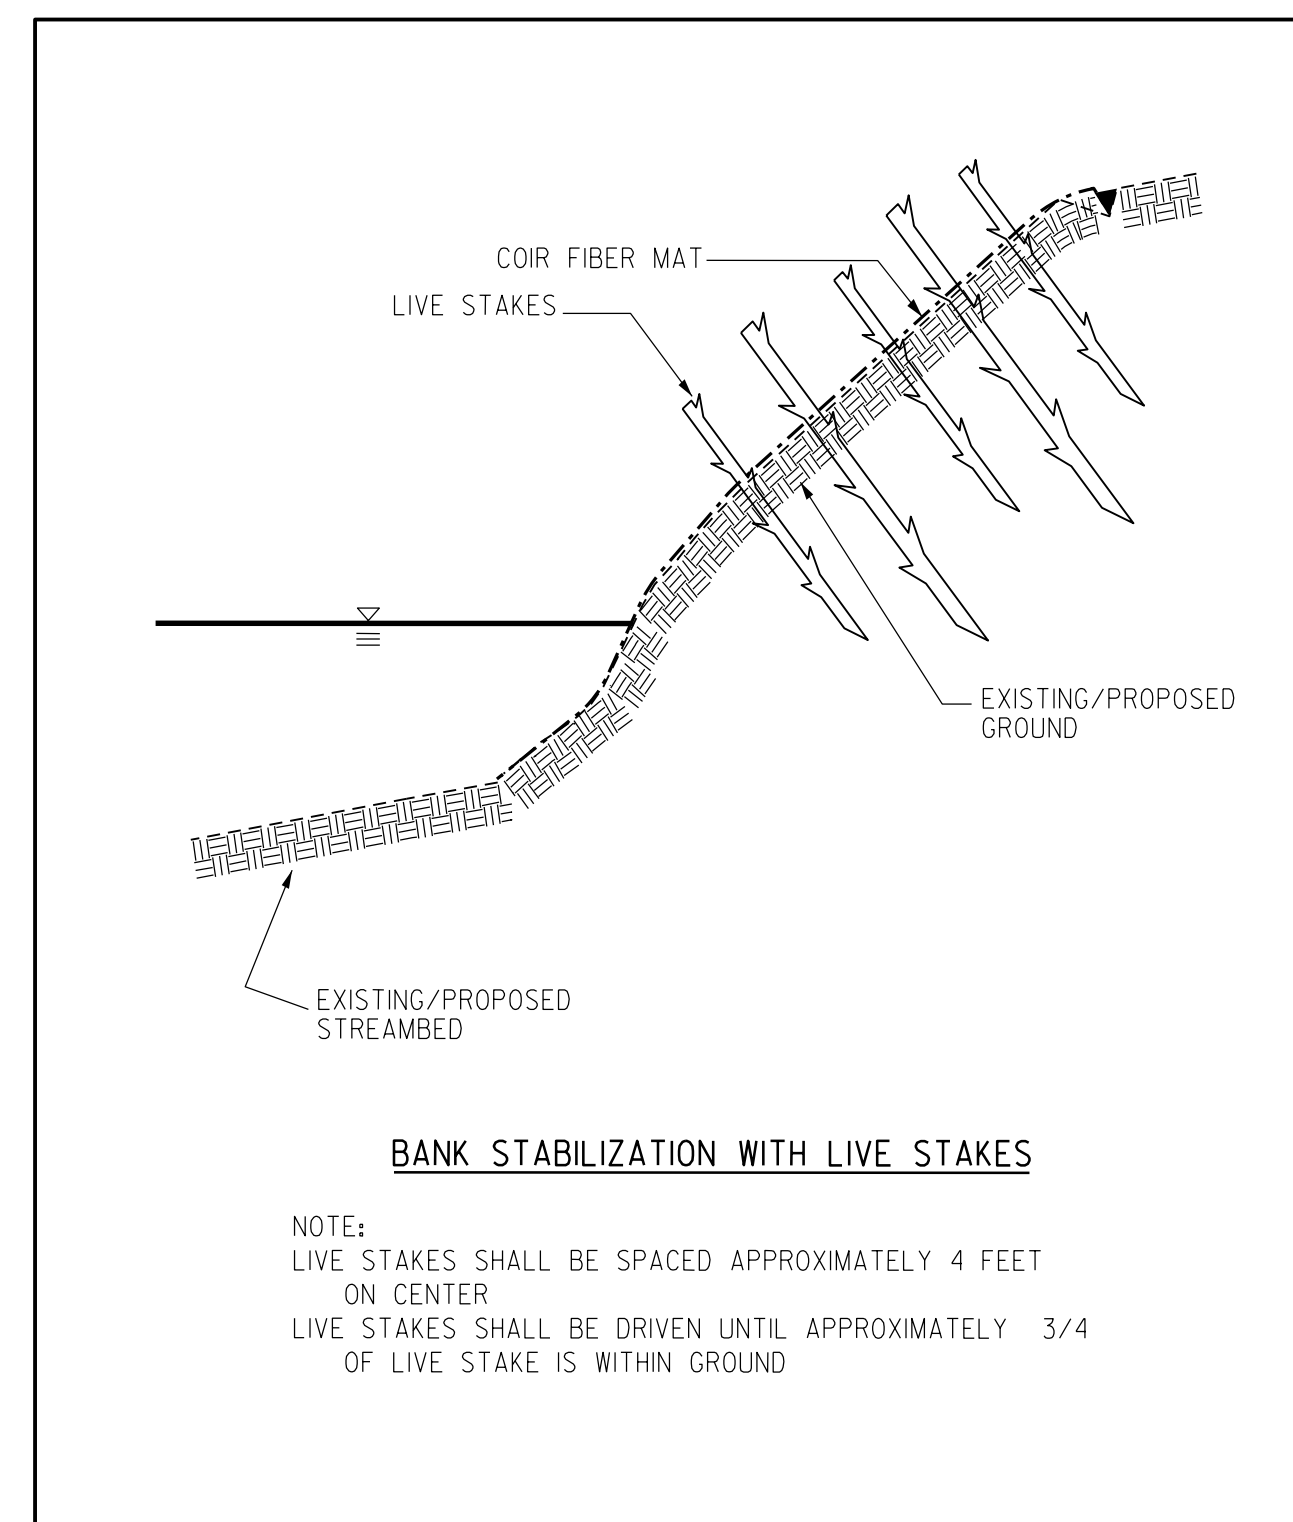 COIR FIBER MAT
LIVE STAKES
EXISTING/PROPOSED
GROUND
EXISTING/PROPOSED
STREAMBED
BANK STABILIZATION WITH LIVE STAKES
NOTE:
LIVE STAKES SHALL BE SPACED APPROXIMATELY 4 FEET
ON CENTER
LIVE STAKES SHALL BE DRIVEN UNTIL APPROXIMATELY 3/4
OF LIVE STAKE IS WITHIN GROUND